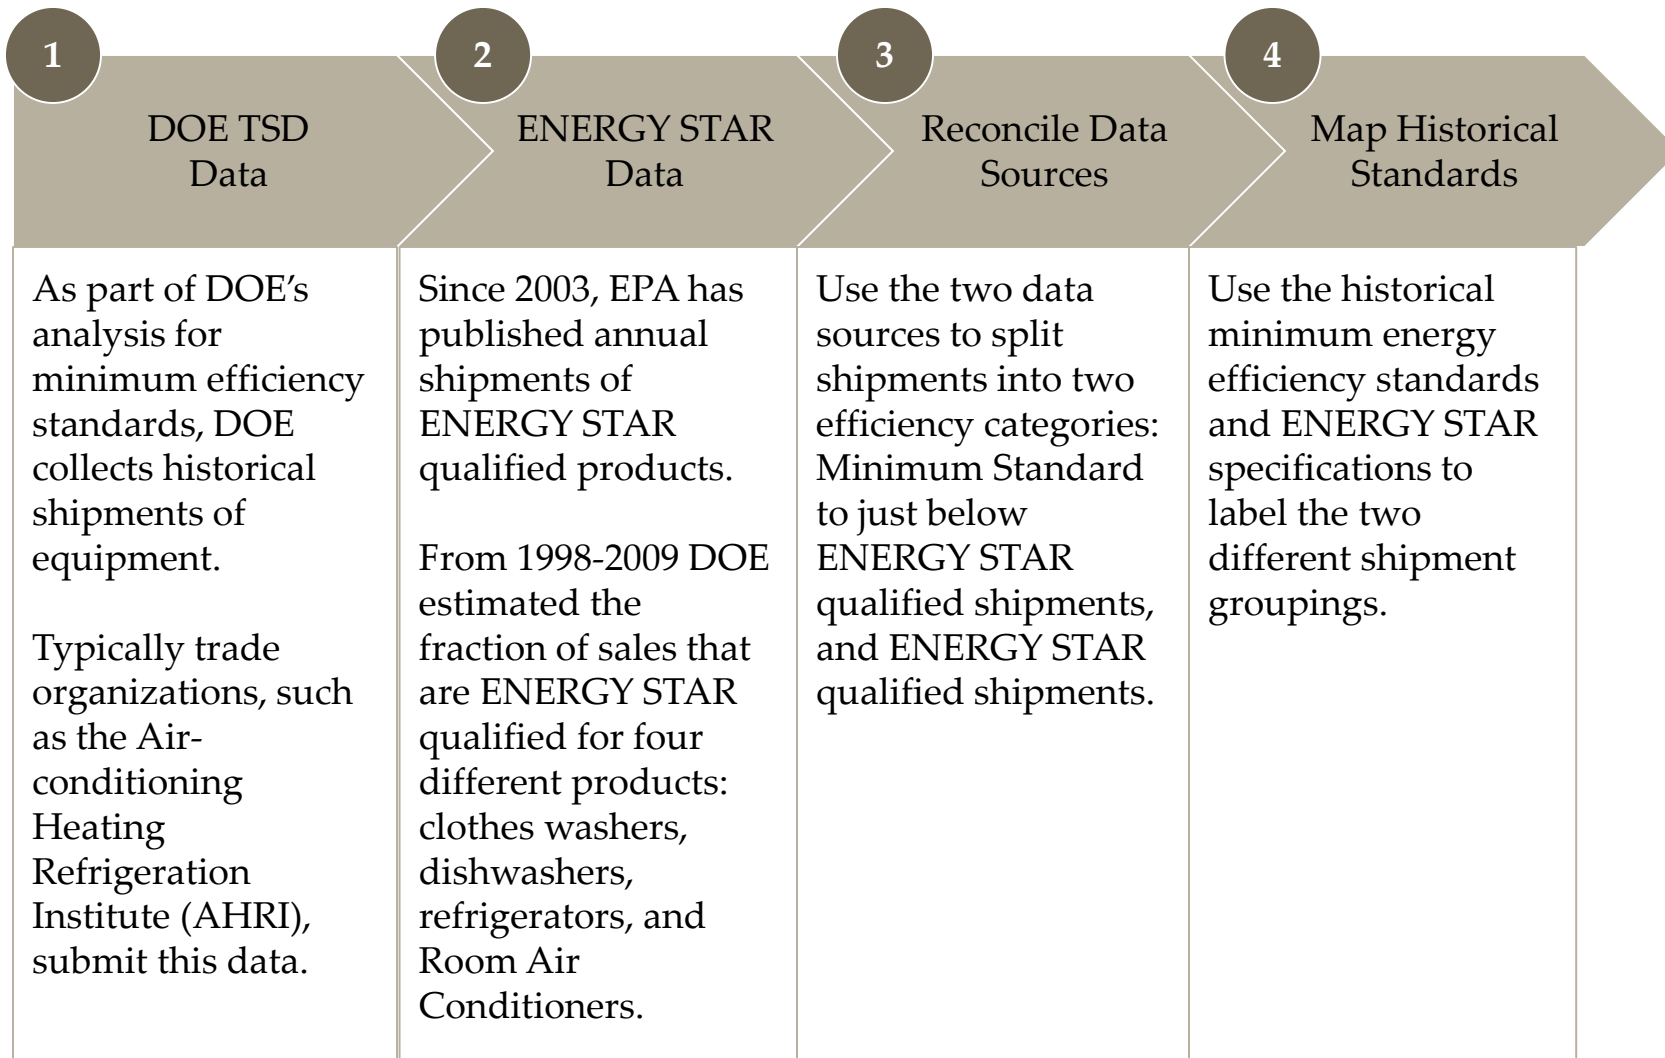 1
DOE TSD
Data
As part of DOE’s
analysis for
minimum efficiency
standards, DOE
collects historical
shipments of
equipment.
Typically trade
organizations, such
as the Air-
conditioning
Heating
Refrigeration
Institute (AHRI),
submit this data.
2
ENERGY STAR
Data
Since 2003, EPA has
published annual
shipments of
ENERGY STAR
qualified products.
From 1998-2009 DOE
estimated the
fraction of sales that
are ENERGY STAR
qualified for four
different products:
clothes washers,
dishwashers,
refrigerators, and
Room Air
Conditioners.
3
Reconcile Data
Sources
Use the two data
sources to split
shipments into two
efficiency categories:
Minimum Standard
to just below
ENERGY STAR
qualified shipments,
and ENERGY STAR
qualified shipments.
4
Map Historical
Standards
Use the historical
minimum energy
efficiency standards
and ENERGY STAR
specifications to
label the two
different shipment
groupings.